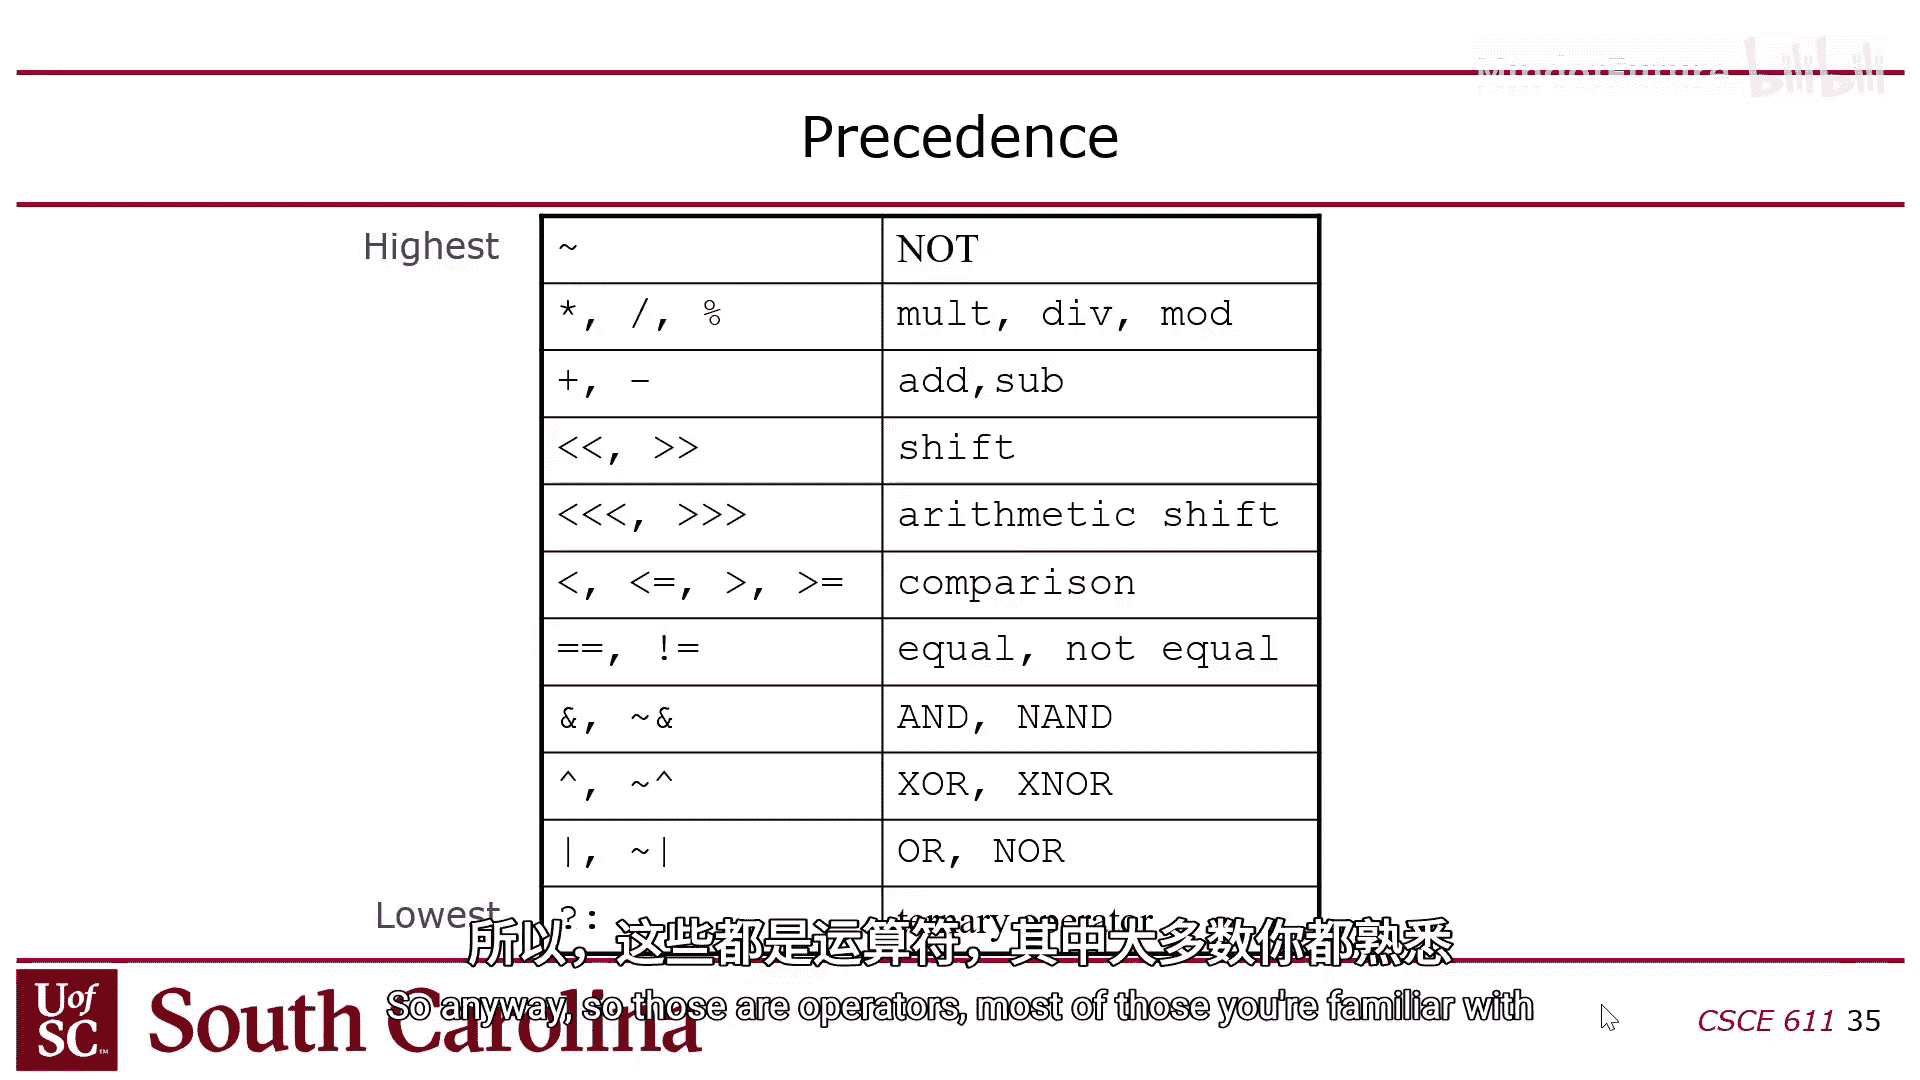 Precedence
Highest
~ NOT
*, /, % mult, div, mod
+, - add,sub
<<, >> shift
<<<, >>> arithmetic shift
<, <=, >, >= comparison
==, != equal, not equal
&, ~& AND, NAND
^, ~^ XOR, XNOR
|, ~| OR, NOR
Lowest ?: ternary operator
所以，这些都是运算符，其中大多数你都熟悉
So anyway, so those are operators, most of those you're familiar with
UofSC South Carolina
CSCE 611 35
bilibili